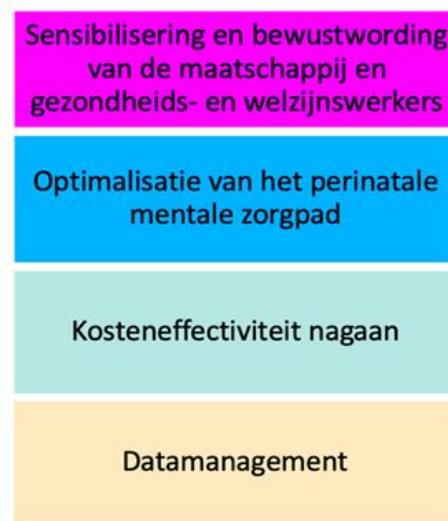 Sensibilisering en bewustwording
van de maatschappij en
gezondheids- en welzijnswerkers
Optimalisatie van het perinatale
mentale zorgpad
Kosteneffectiviteit nagaan
Datamanagement